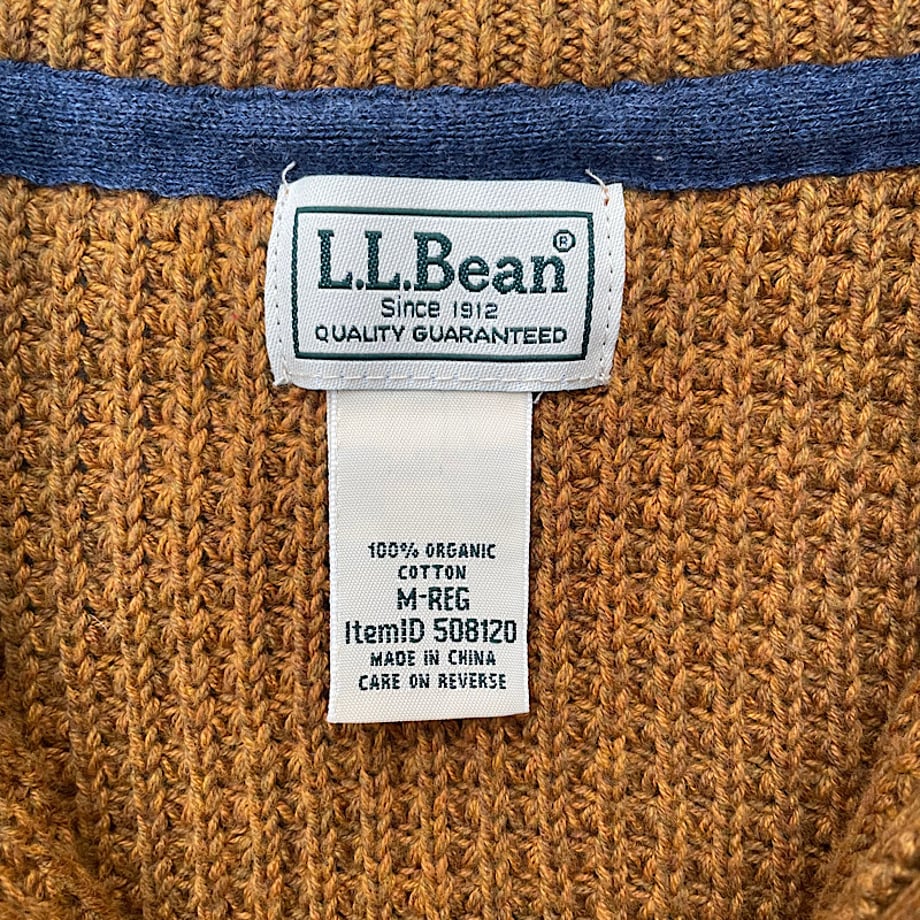 L.L.Bean®
Since 1912
QUALITY GUARANTEED
100% ORGANIC
COTTON
M-REG
ItemID 508120
MADE IN CHINA
CARE ON REVERSE